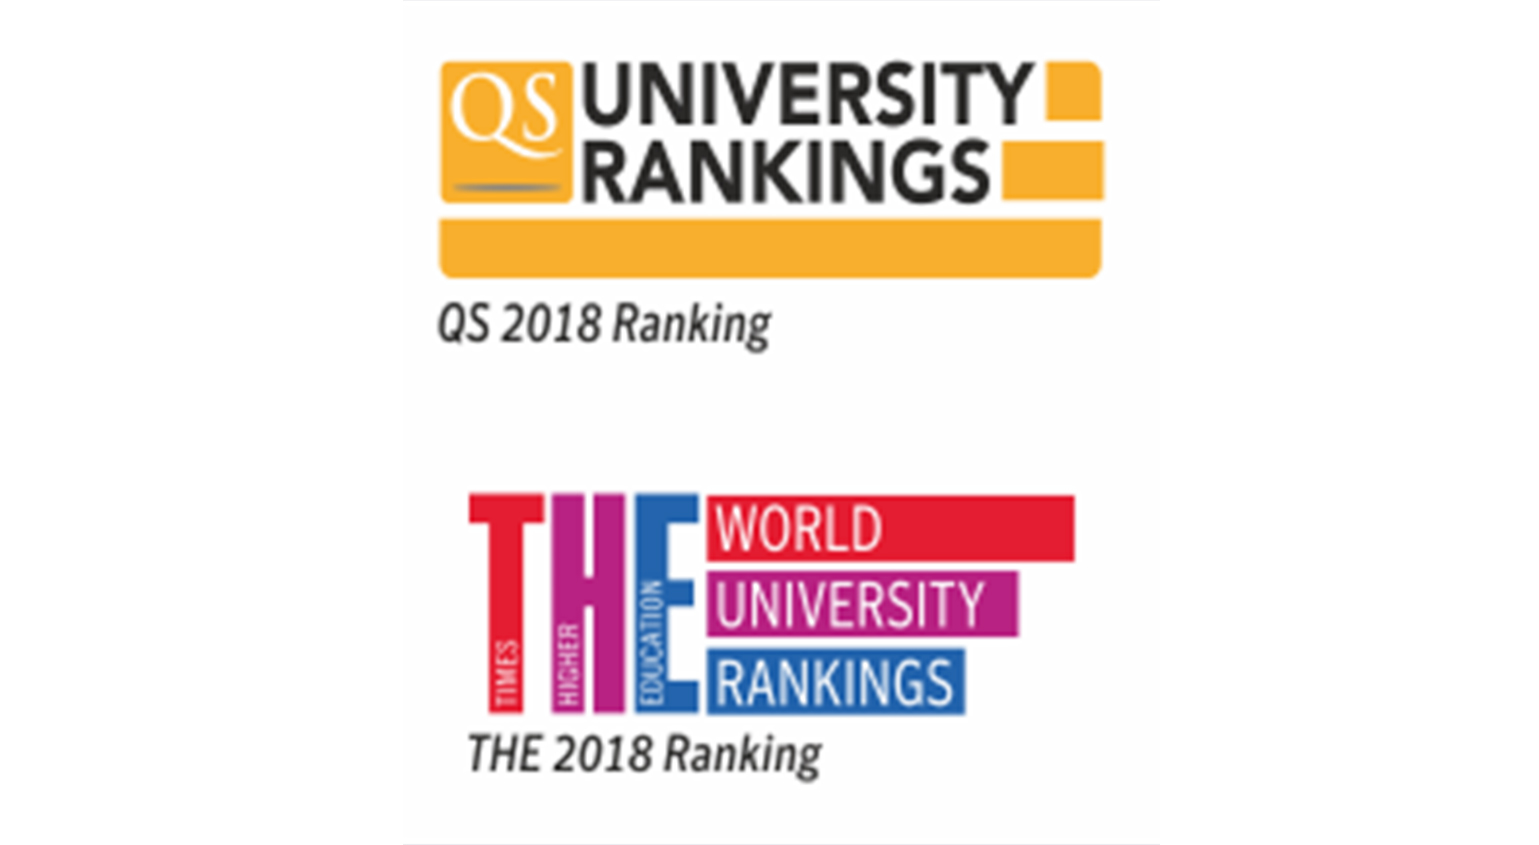 QS UNIVERSITY
RANKINGS
QS 2018 Ranking
THE WORLD
UNIVERSITY
RANKINGS
TIMES
HIGHER
EDUCATION
THE 2018 Ranking